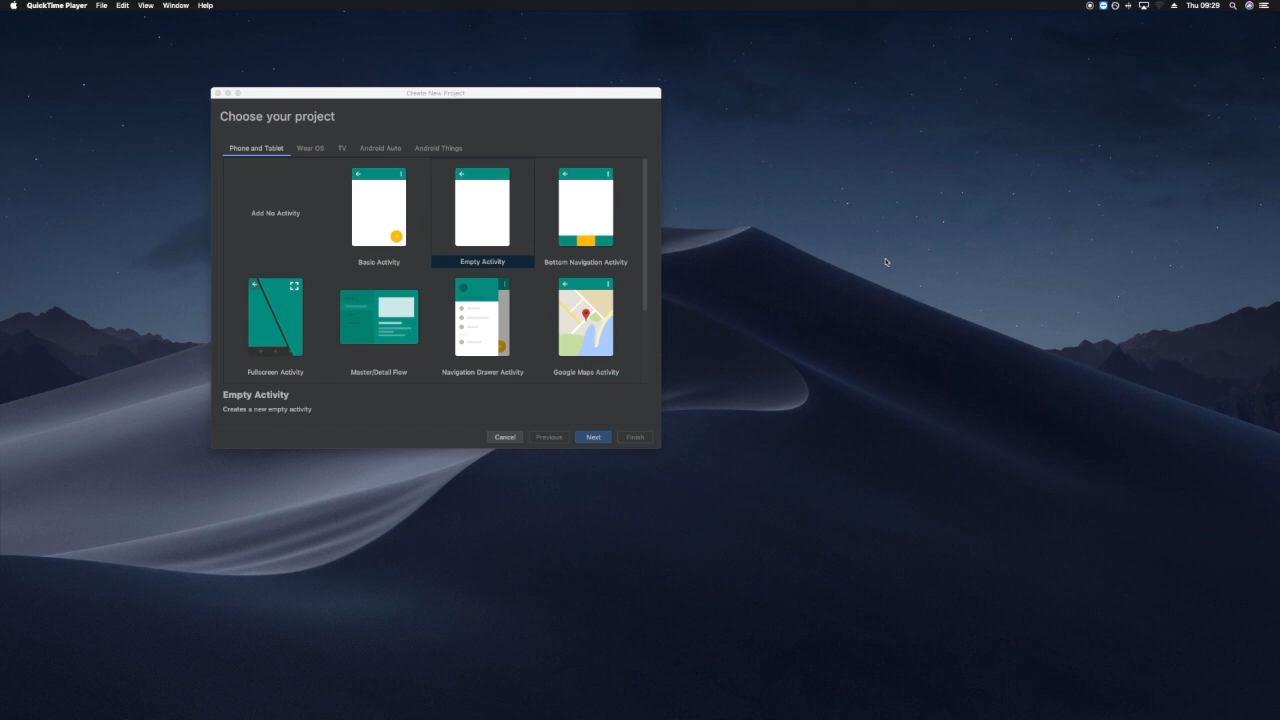 QuickTime Player File Edit View Window Help Thu 09:29
Create New Project
Choose your project
Phone and Tablet Wear OS TV Android Auto Android Things
Add No Activity
Basic Activity Empty Activity Bottom Navigation Activity
Fullscreen Activity Master/Detail Flow Navigation Drawer Activity Google Maps Activity
Empty Activity
Creates a new empty activity
Cancel Previous Next Finish